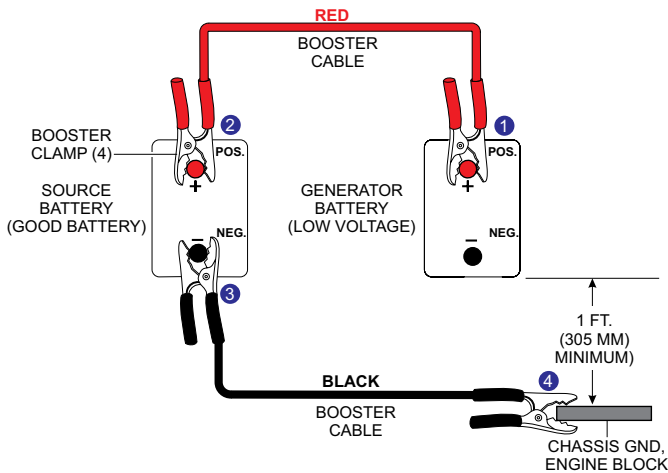 RED
BOOSTER
CABLE
2
1
BOOSTER
CLAMP (4)
POS.
+
SOURCE
BATTERY
(GOOD BATTERY)
–
NEG.
3
POS.
+
GENERATOR
BATTERY
(LOW VOLTAGE)
–
NEG.
1 FT.
(305 MM)
MINIMUM)
BLACK
BOOSTER
CABLE
4
CHASSIS GND,
ENGINE BLOCK